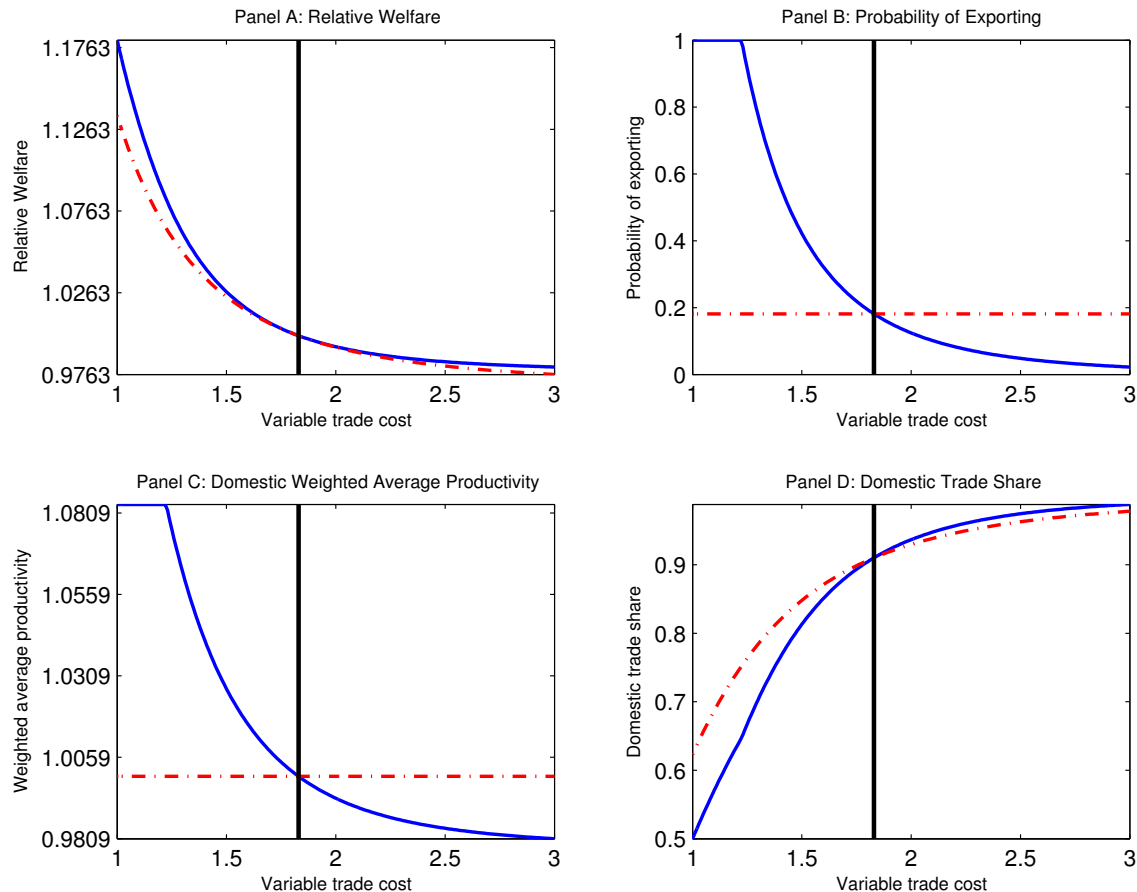 Panel A: Relative Welfare
1.1763
1.1263
1.0763
1.0263
0.9763
Relative Welfare
1 1.5 2 2.5 3
Variable trade cost
Panel B: Probability of Exporting
1
0.8
0.6
0.4
0.2
0
Probability of exporting
1 1.5 2 2.5 3
Variable trade cost
Panel C: Domestic Weighted Average Productivity
1.0809
1.0559
1.0309
1.0059
0.9809
Weighted average productivity
1 1.5 2 2.5 3
Variable trade cost
Panel D: Domestic Trade Share
0.9
0.8
0.7
0.6
0.5
Domestic trade share
1 1.5 2 2.5 3
Variable trade cost